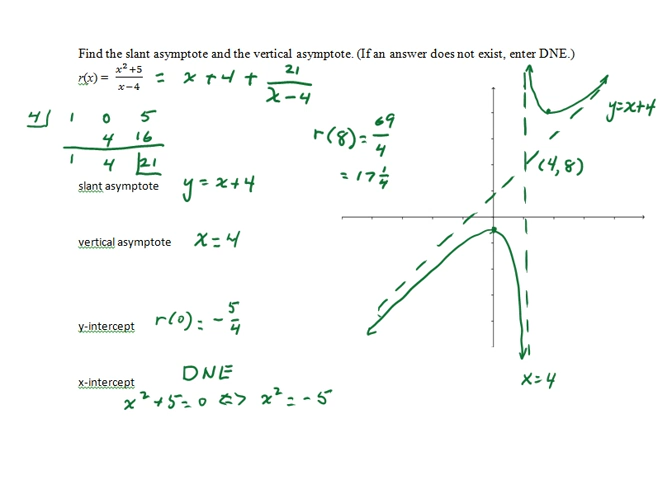 Find the slant asymptote and the vertical asymptote. (If an answer does not exist, enter DNE.)
r(x) = x²+5 / x−4 = x + 4 + 21 / x−4
4| 1 0 5
4 16
1 4 |21
r(8) = 69/4
= 17 1/4
y=x+4
(4,8)
slant asymptote y = x+4
vertical asymptote x = 4
y-intercept r(0) = − 5/4
x-intercept DNE
x² + 5 = 0 <=> x² = −5
x=4